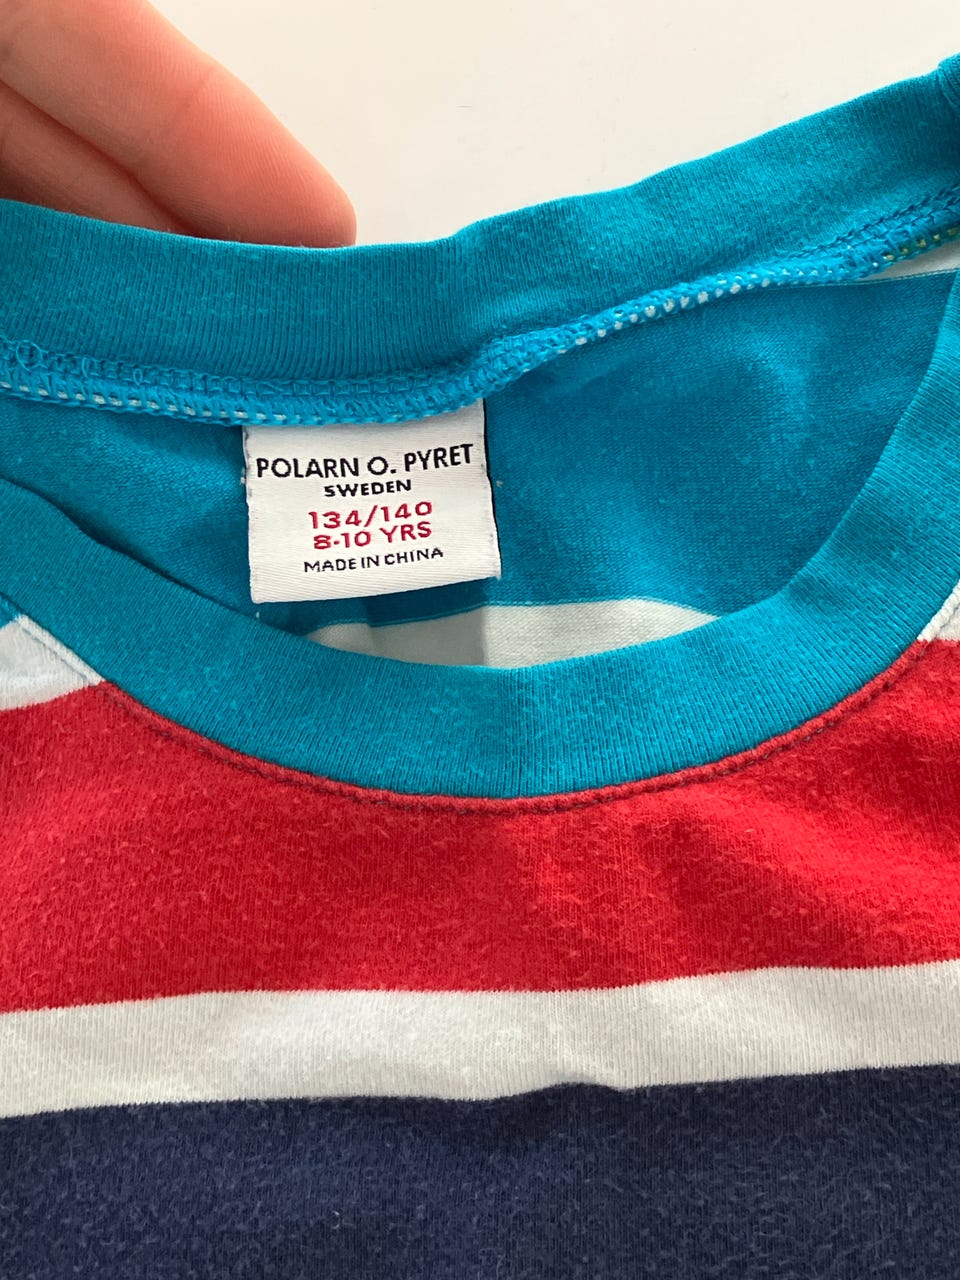 POLARN O. PYRET
SWEDEN
134/140
8-10 YRS
MADE IN CHINA